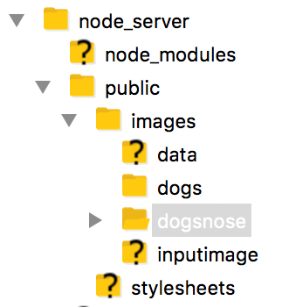 node_server
node_modules
public
images
data
dogs
dogsnose
inputimage
stylesheets